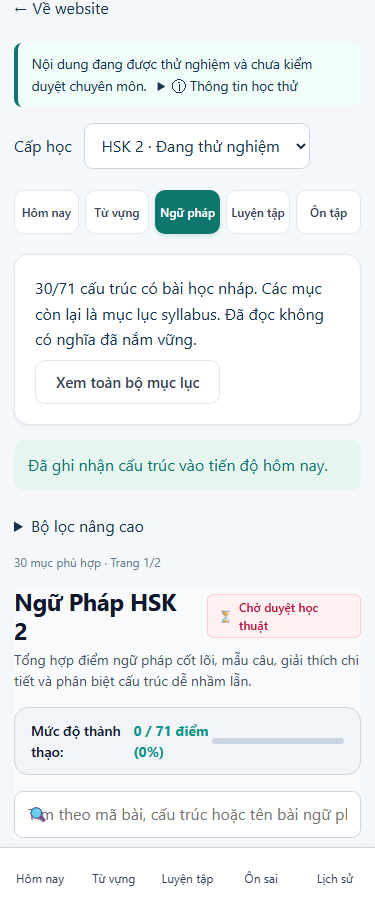 ← Về website
Nội dung đang được thử nghiệm và chưa kiểm
duyệt chuyên môn. ▶ ⓘ Thông tin học thử
Cấp học HSK 2 · Đang thử nghiệm
Hôm nay Từ vựng Ngữ pháp Luyện tập Ôn tập
30/71 cấu trúc có bài học nháp. Các mục
còn lại là mục lục syllabus. Đã đọc không
có nghĩa đã nắm vững.
Xem toàn bộ mục lục
Đã ghi nhận cấu trúc vào tiến độ hôm nay.
▶ Bộ lọc nâng cao
30 mục phù hợp · Trang 1/2
Ngữ Pháp HSK
2
⏳ Chờ duyệt học
thuật
Tổng hợp điểm ngữ pháp cốt lõi, mẫu câu, giải thích chi
tiết và phân biệt cấu trúc dễ nhầm lẫn.
Mức độ thành
thạo:
0 / 71 điểm
(0%)
theo mã bài, cấu trúc hoặc tên bài ngữ
Hôm nay Từ vựng Luyện tập Ôn sai Lịch sử